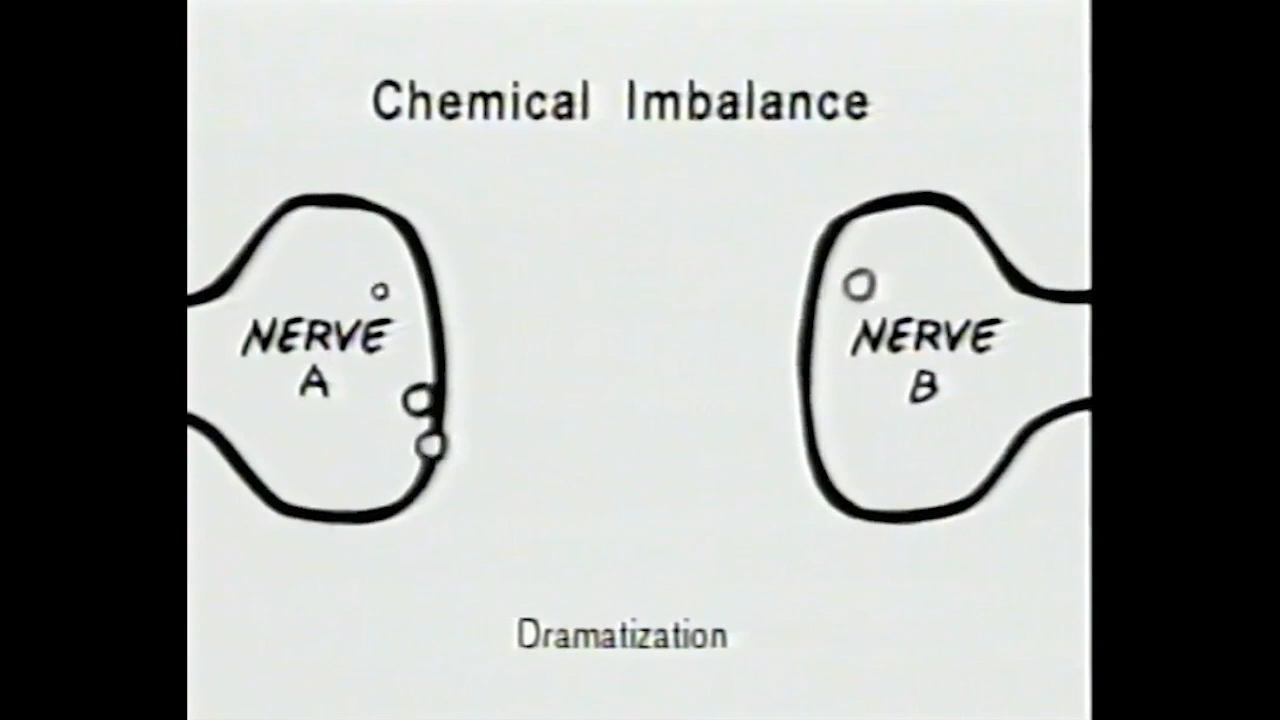 Chemical Imbalance
NERVE
A
NERVE
B
Dramatization